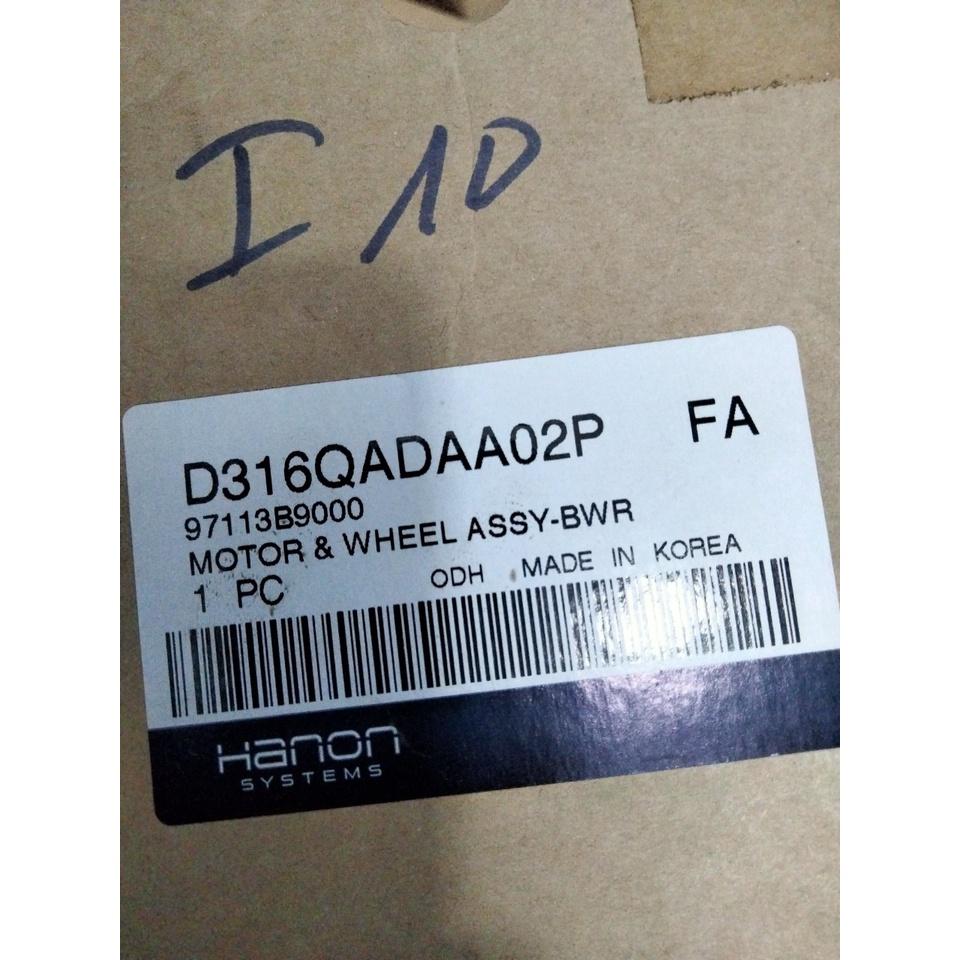 I 10
D316QADAA02P FA
97113B9000
MOTOR & WHEEL ASSY-BWR
1 PC ODH MADE IN KOREA
Hanon
SYSTEMS